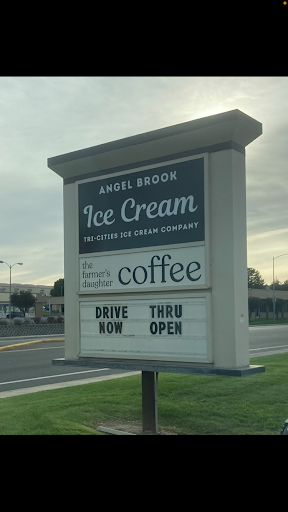 ANGEL BROOK
Ice Cream
TRI-CITIES ICE CREAM COMPANY
the
farmer's
daughter
coffee
DRIVE THRU
NOW OPEN